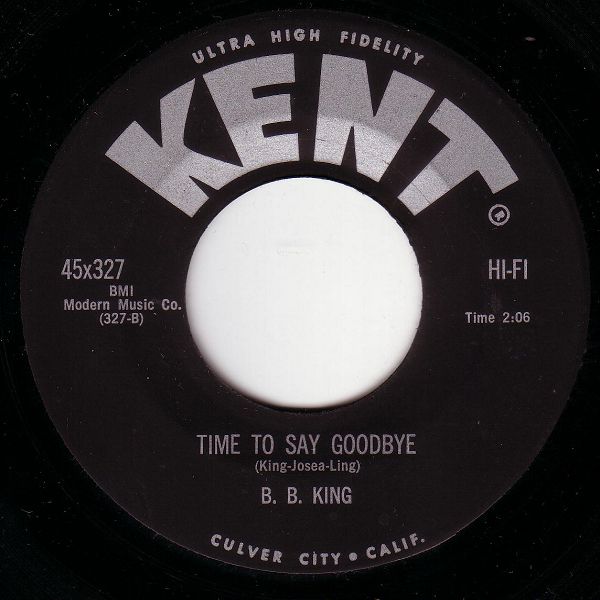 ULTRA HIGH FIDELITY
KENT
45x327
BMI
Modern Music Co.
(327-B)
HI-FI
Time 2:06
TIME TO SAY GOODBYE
(King-Josea-Ling)
B. B. KING
CULVER CITY • CALIF.